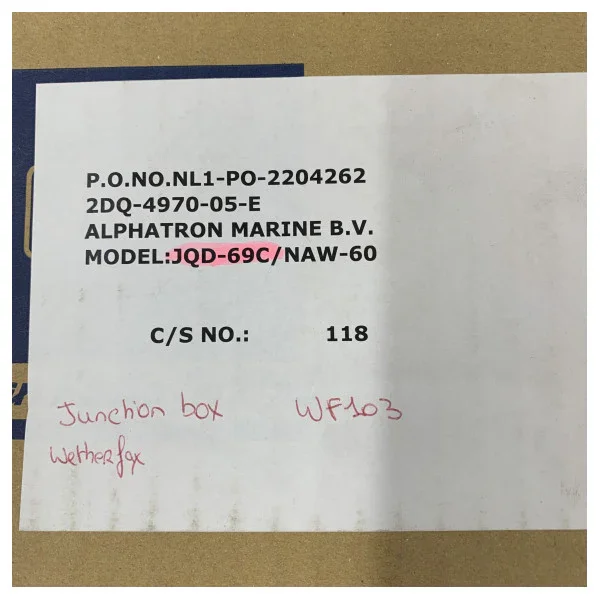 P.O.NO.NL1-PO-2204262
2DQ-4970-05-E
ALPHATRON MARINE B.V.
MODEL:JQD-69C/NAW-60
C/S NO.: 118
Junction box WF103
Wetherfax